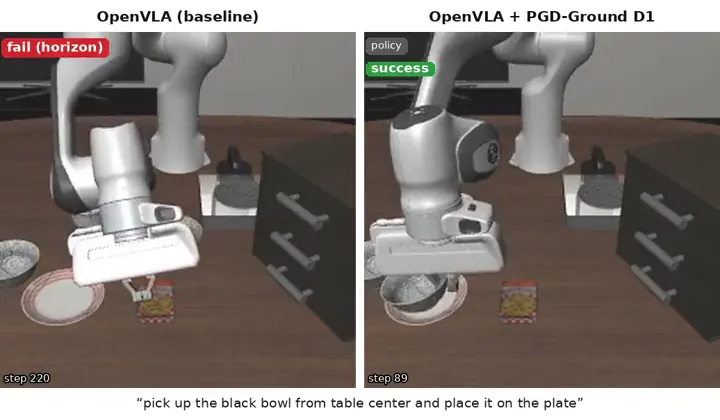 OpenVLA (baseline)
OpenVLA + PGD-Ground D1
fail (horizon)
policy
success
step 220
step 89
“pick up the black bowl from table center and place it on the plate”